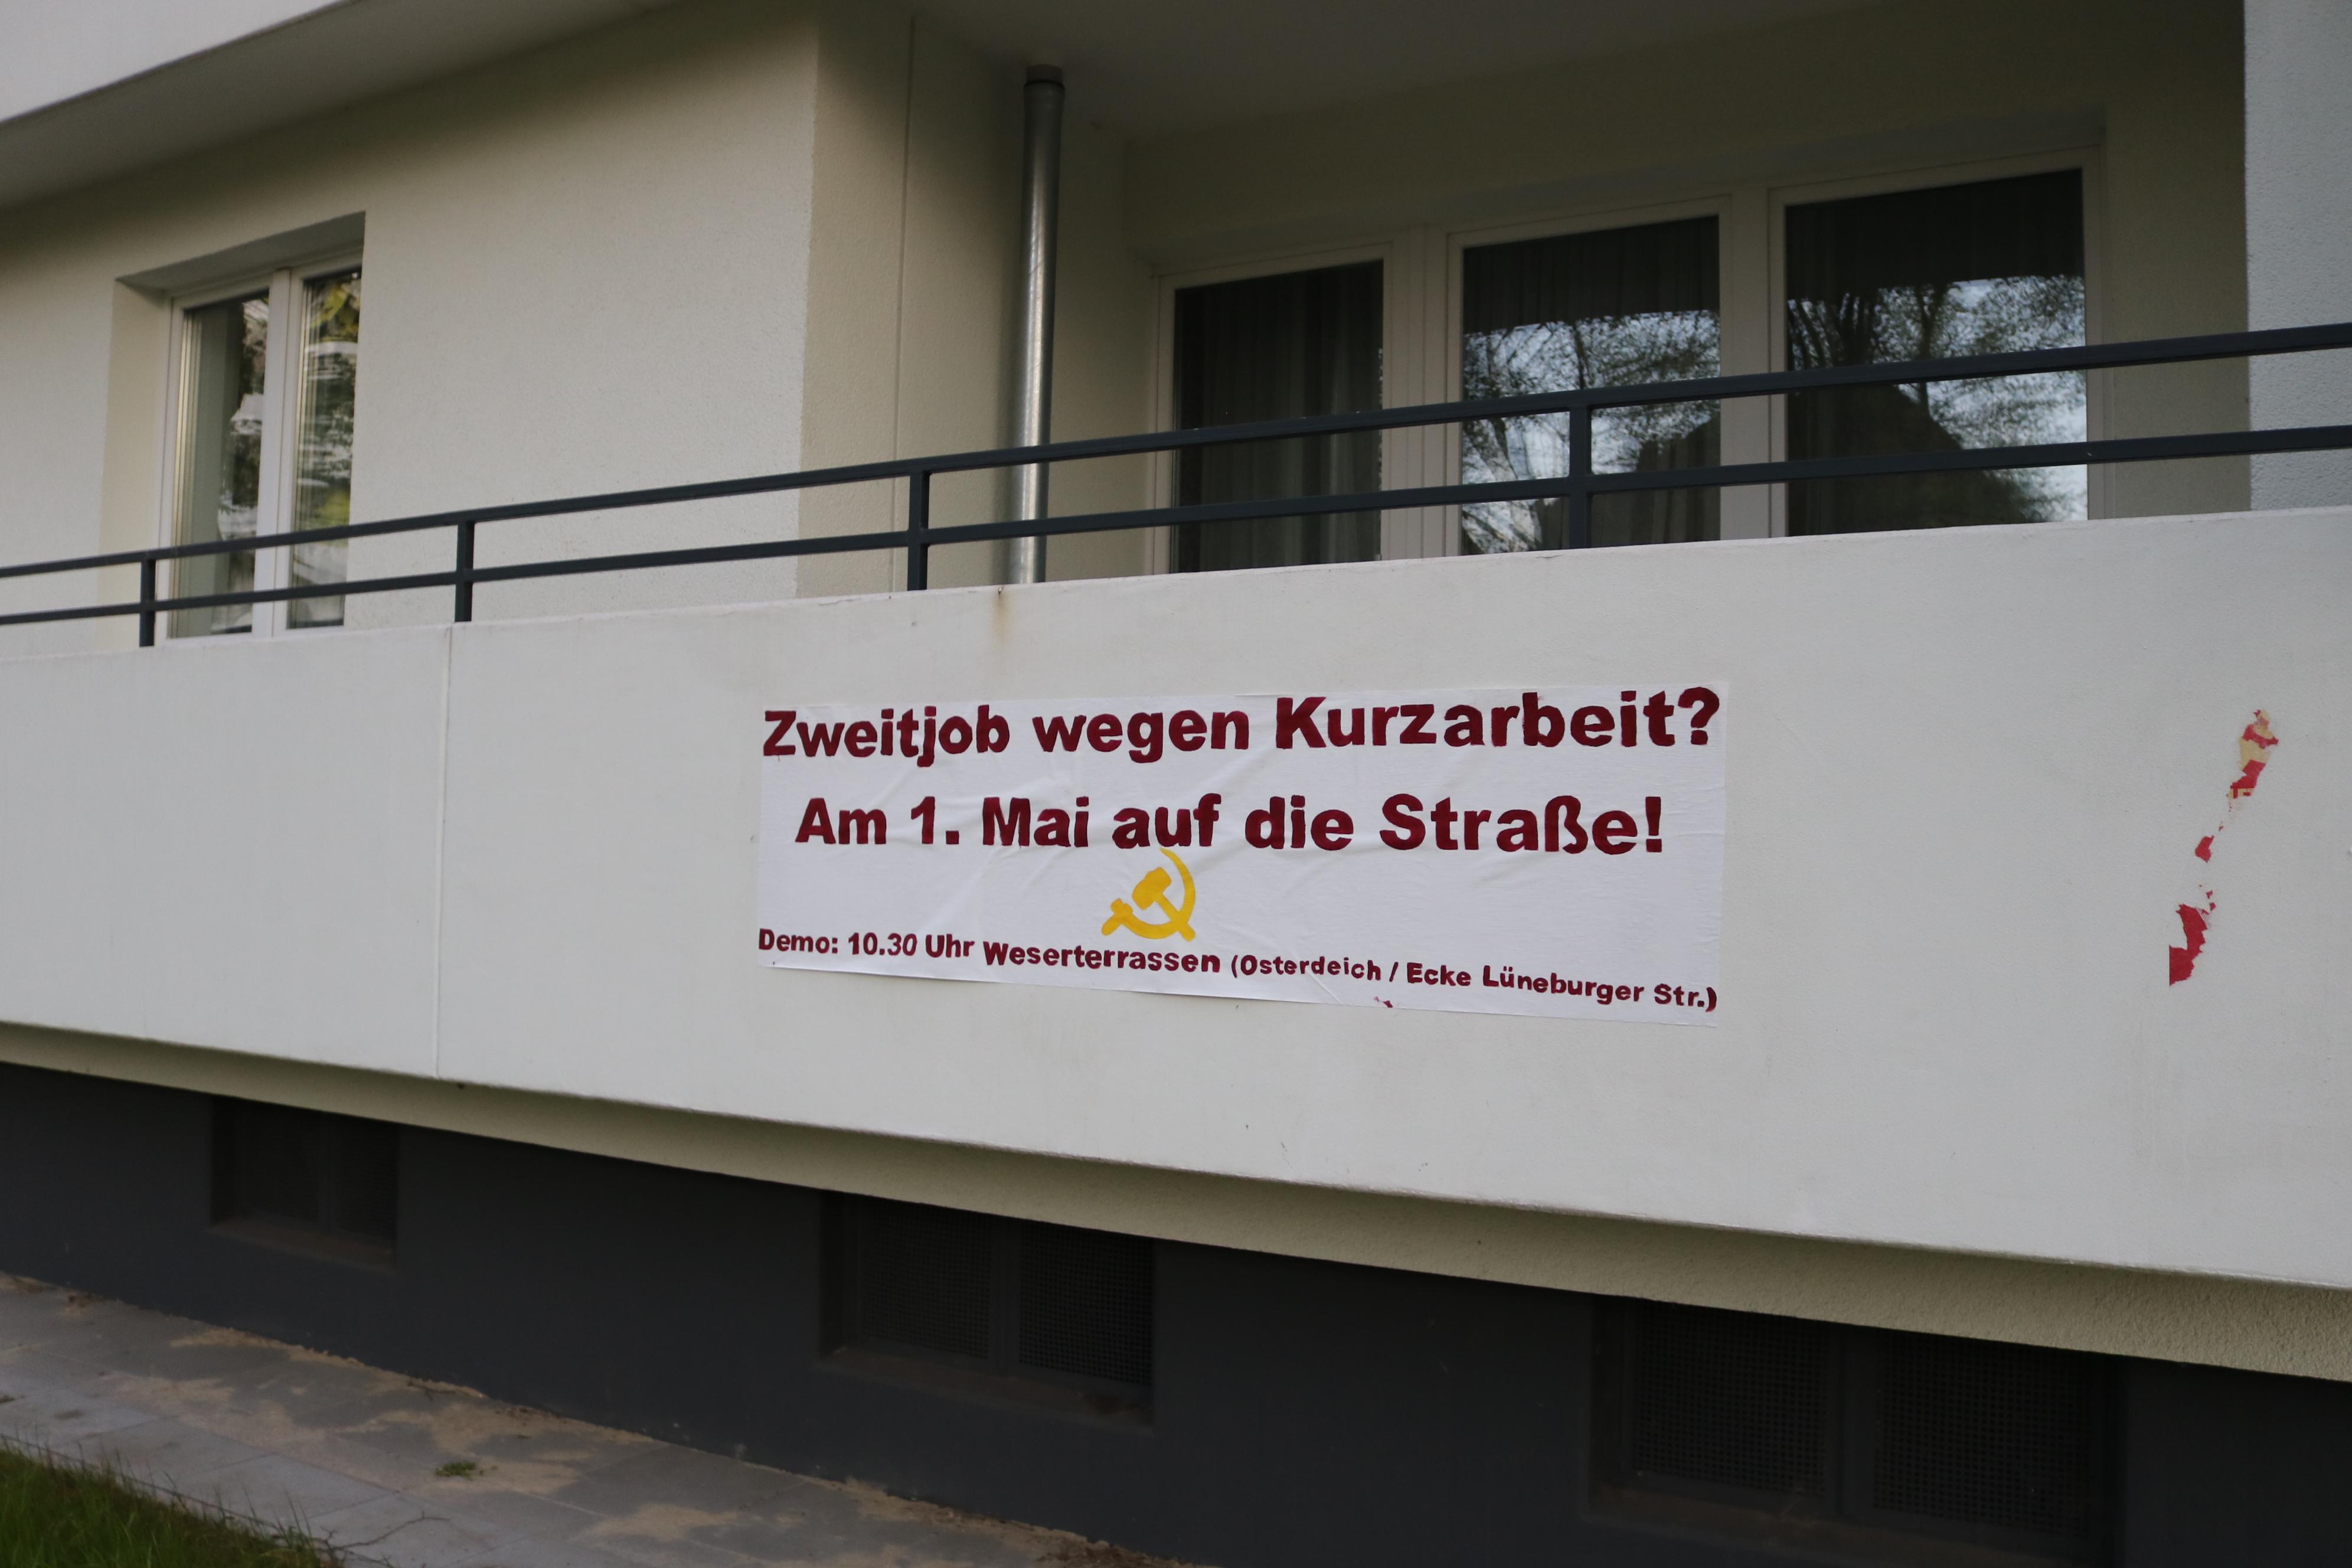 Zweitjob wegen Kurzarbeit?
Am 1. Mai auf die Straße!
Demo: 10.30 Uhr Weserterrassen (Osterdeich / Ecke Lüneburger Str.)